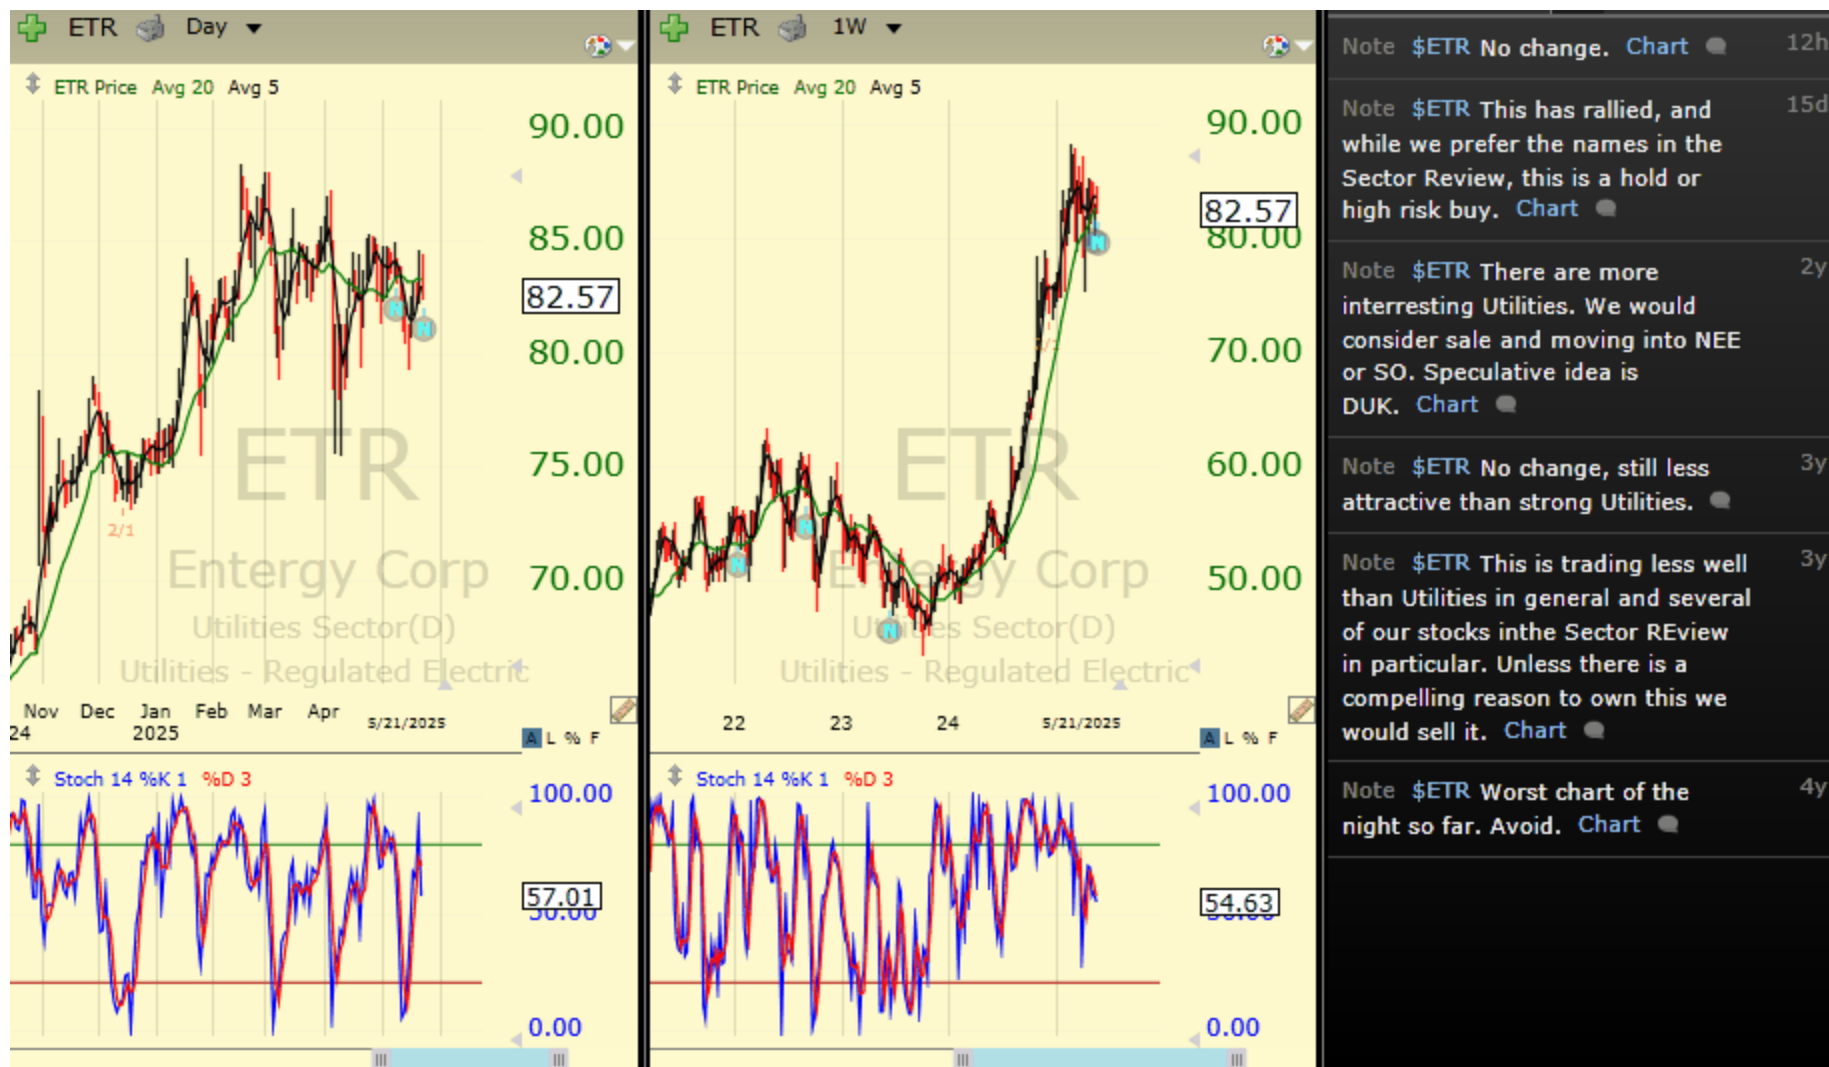 ETR Day
ETR Price Avg 20 Avg 5
90.00
85.00
82.57
80.00
75.00
70.00
N
N
2/1
ETR
Entergy Corp
Utilities Sector(D)
Utilities - Regulated Electric
Nov Dec Jan Feb Mar Apr 5/21/2025
24 2025
A L % F
Stoch 14 %K 1 %D 3
100.00
57.01
50.00
0.00
ETR 1W
ETR Price Avg 20 Avg 5
90.00
82.57
80.00
70.00
60.00
50.00
N
N
N
N
ETR
Entergy Corp
Utilities Sector(D)
Utilities - Regulated Electric
22 23 24 5/21/2025
A L % F
Stoch 14 %K 1 %D 3
100.00
54.63
50.00
0.00
Note $ETR No change. Chart 12h
Note $ETR This has rallied, and 15d
while we prefer the names in the
Sector Review, this is a hold or
high risk buy. Chart
Note $ETR There are more 2y
interresting Utilities. We would
consider sale and moving into NEE
or SO. Speculative idea is
DUK. Chart
Note $ETR No change, still less 3y
attractive than strong Utilities.
Note $ETR This is trading less well 3y
than Utilities in general and several
of our stocks inthe Sector REview
in particular. Unless there is a
compelling reason to own this we
would sell it. Chart
Note $ETR Worst chart of the 4y
night so far. Avoid. Chart